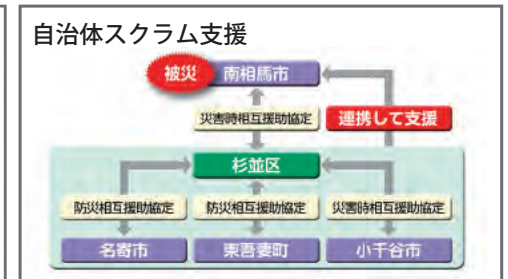 自治体スクラム支援
被災 南相馬市
災害時相互援助協定 連携して支援
杉並区
防災相互援助協定 防災相互援助協定 災害時相互援助協定
名寄市 東吾妻町 小千谷市